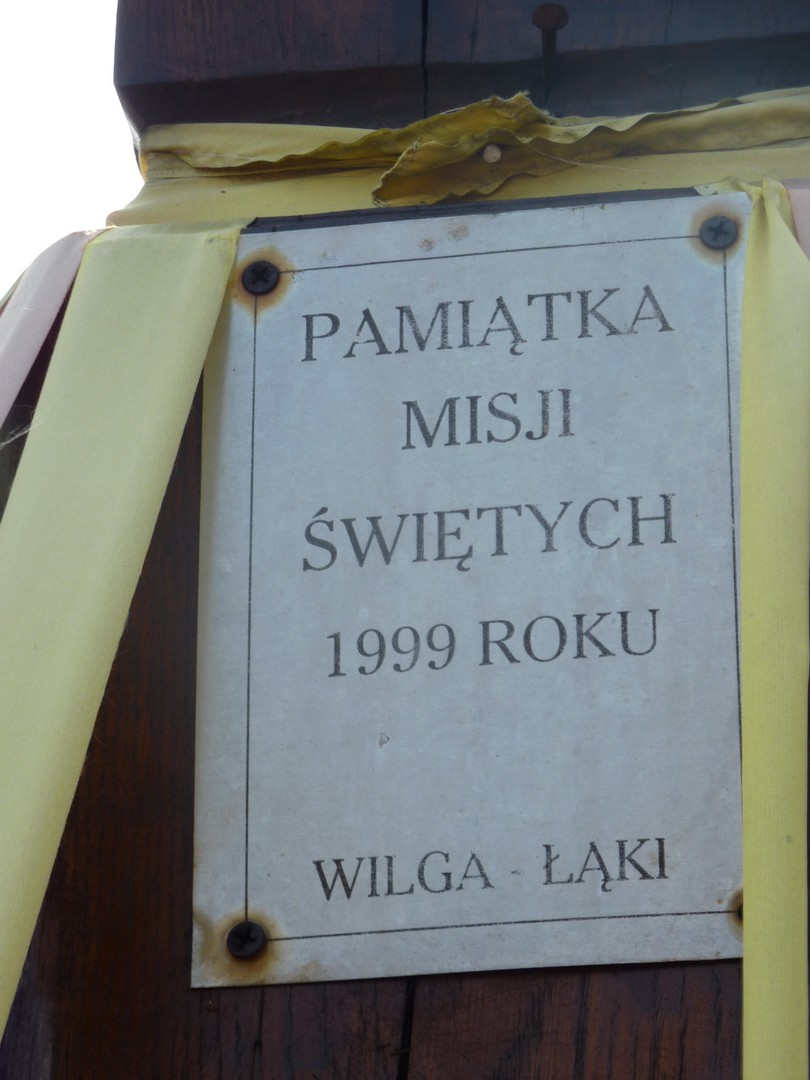 PAMIĄTKA
MISJI
ŚWIĘTYCH
1999 ROKU
WILGA - ŁĄKI